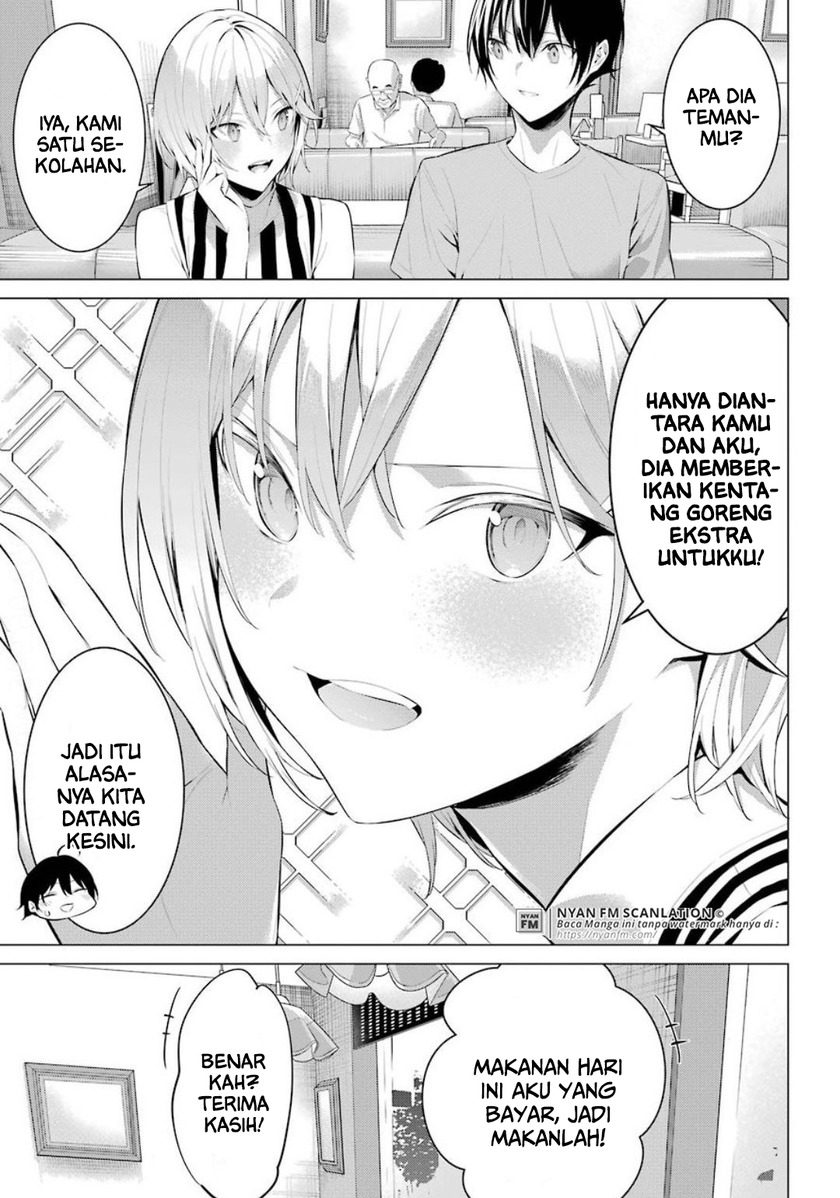 APA DIA
TEMAN-
MU?
IYA, KAMI
SATU SE-
KOLAHAN.
HANYA DIAN-
TARA KAMU
DAN AKU,
DIA MEMBER-
IKAN KENTA-
NG GORENG
EKSTRA
UNTUKKU!
JADI ITU
ALASA-
NYA KITA
DATANG
KESINI.
NYAN
FM
NYAN FM SCANLATION ©
Baca Manga ini tanpa watermark hanya di :
https://nyanfm.com/
MAKANAN HARI
INI AKU YANG
BAYAR, JADI
MAKANLAH!
BENAR
KAH?
TERIMA
KASIH!